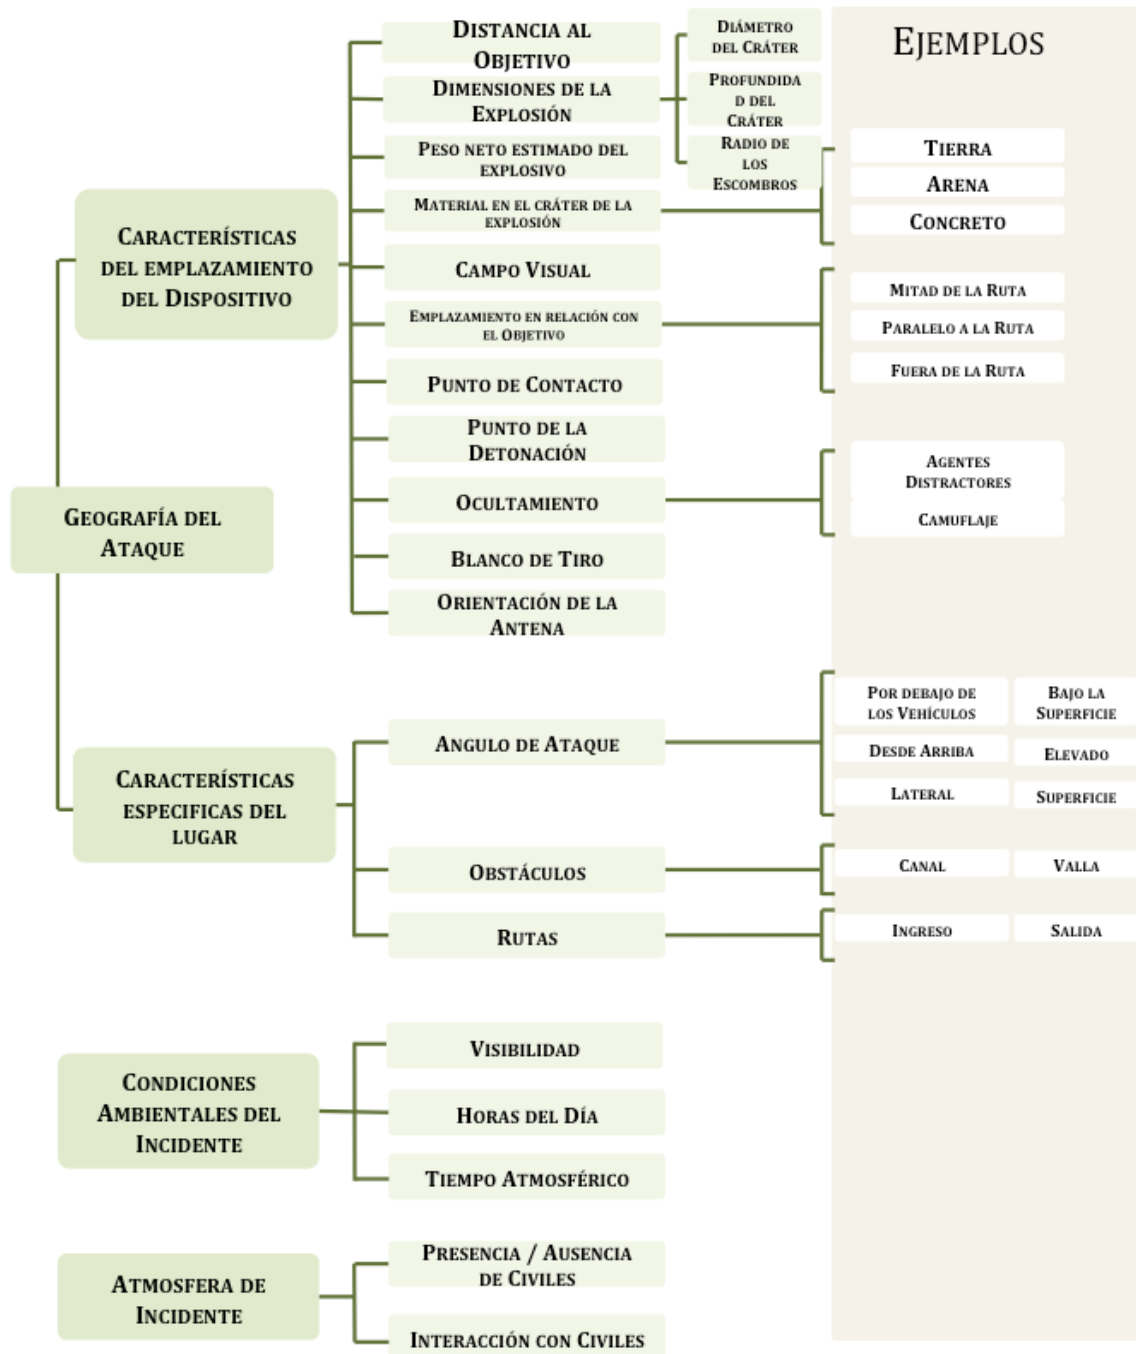 Ejemplos
Distancia al
Objetivo
Dimensiones de la
Explosión
Diámetro
del Cráter
Profundida
d del
Cráter
Radio de
los
Escombros
Peso neto estimado del
explosivo
Material en el cráter de la
explosión
Tierra
Arena
Concreto
Características
del emplazamiento
del Dispositivo
Campo Visual
Emplazamiento en relación con
el Objetivo
Mitad de la Ruta
Paralelo a la Ruta
Fuera de la Ruta
Punto de Contacto
Punto de la
Detonación
Ocultamiento
Agentes
Distractores
Camuflaje
Blanco de Tiro
Orientación de la
Antena
Geografía del
Ataque
Características
especificas del
lugar
Angulo de Ataque
Por debajo de
los Vehículos
Bajo la
Superficie
Desde Arriba
Elevado
Lateral
Superficie
Obstáculos
Canal
Valla
Rutas
Ingreso
Salida
Condiciones
Ambientales del
Incidente
Visibilidad
Horas del Día
Tiempo Atmosférico
Atmosfera de
Incidente
Presencia / Ausencia
de Civiles
Interacción con Civiles